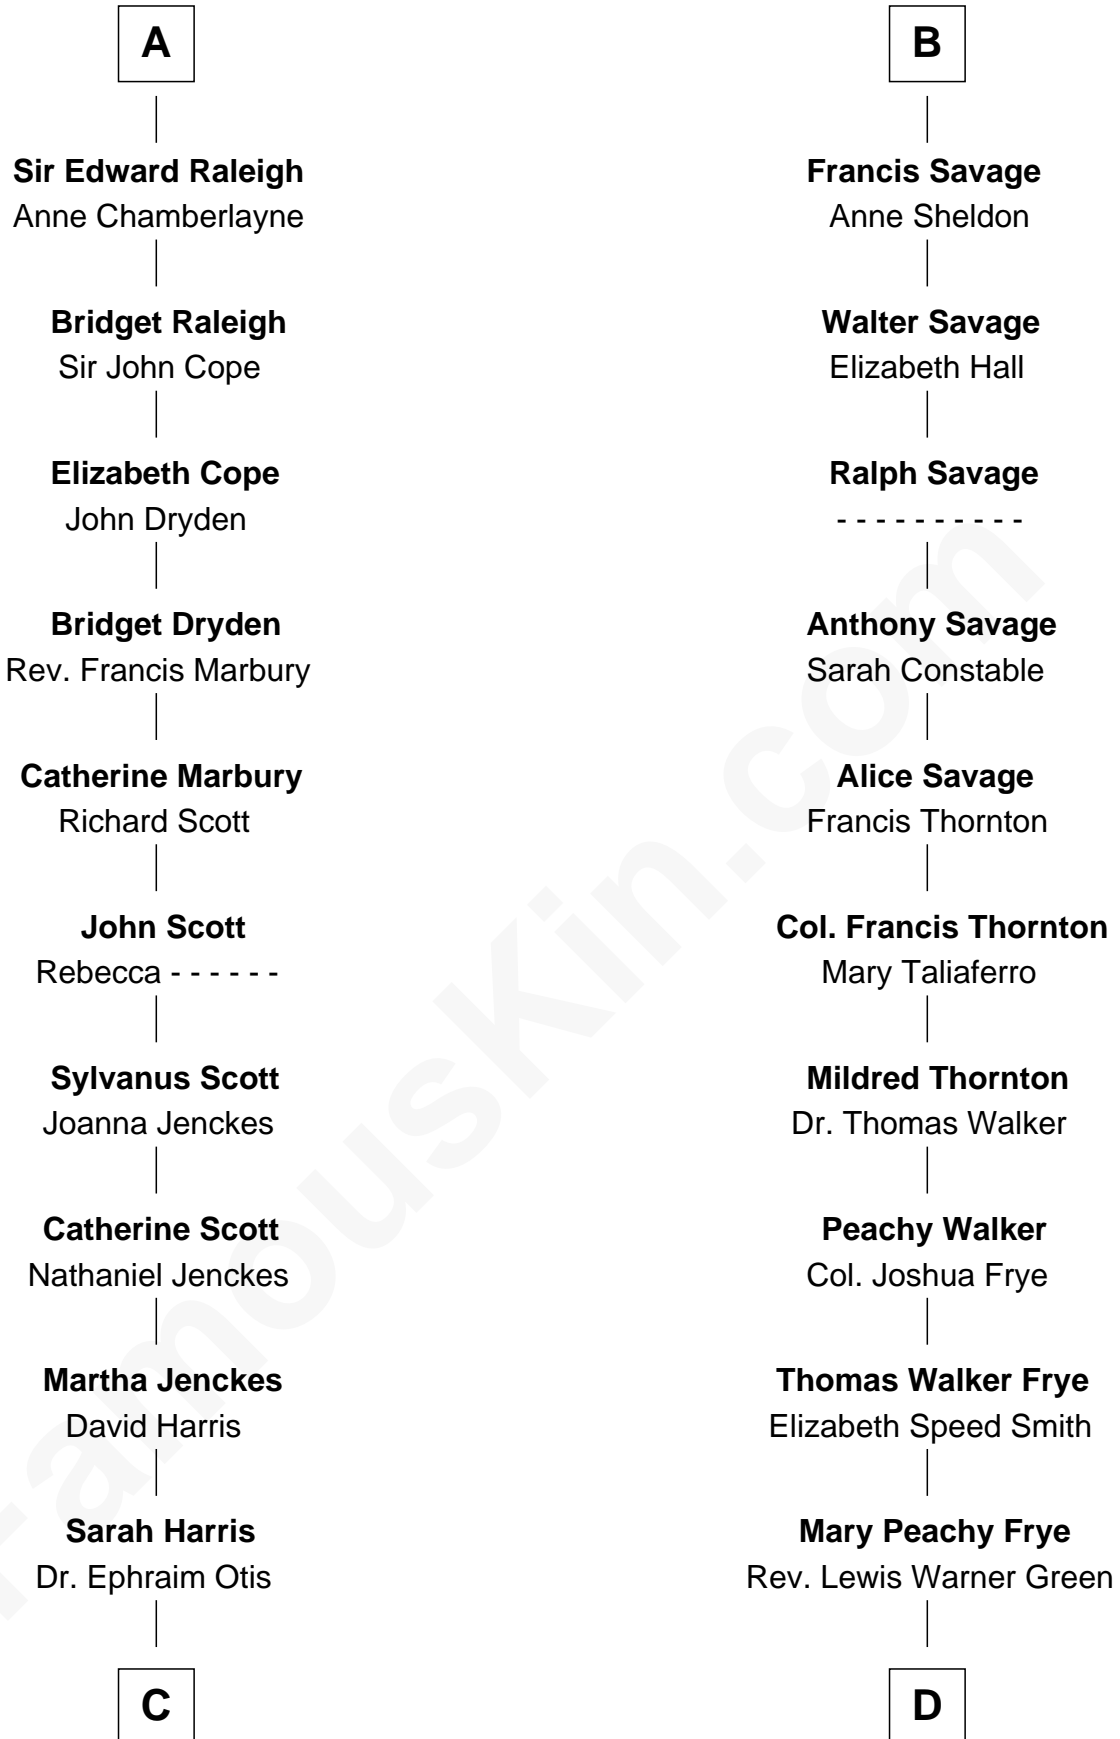 A
Sir Edward Raleigh
Anne Chamberlayne
Bridget Raleigh
Sir John Cope
Elizabeth Cope
John Dryden
Bridget Dryden
Rev. Francis Marbury
Catherine Marbury
Richard Scott
John Scott
Rebecca - - - - - -
Sylvanus Scott
Joanna Jenckes
Catherine Scott
Nathaniel Jenckes
Martha Jenckes
David Harris
Sarah Harris
Dr. Ephraim Otis
C
B
Francis Savage
Anne Sheldon
Walter Savage
Elizabeth Hall
Ralph Savage
- - - - - - - - - -
Anthony Savage
Sarah Constable
Alice Savage
Francis Thornton
Col. Francis Thornton
Mary Taliaferro
Mildred Thornton
Dr. Thomas Walker
Peachy Walker
Col. Joshua Frye
Thomas Walker Frye
Elizabeth Speed Smith
Mary Peachy Frye
Rev. Lewis Warner Green
D
FamousKin.com